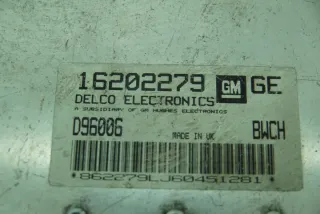 16202279 GM GE
DELCO ELECTRONICS
A SUBSIDIARY OF GM HUGHES ELECTRONICS
D96006 MADE IN UK BWCH
*862279LJ60451281*